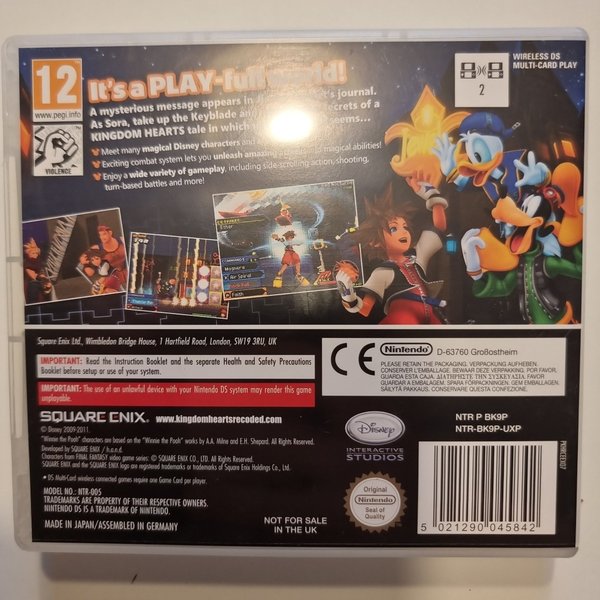 12
www.pegi.info
VIOLENCE
It's a PLAY-ful
WIRELESS DS
MULTI-CARD PLAY
2
A mysterious message appears in journal.
As Sora, take up the Keyblade secrets of a
KINGDOM HEARTS tale in which seems...
Meet many magical Disney characters
Exciting combat system lets you unleash amazing magical abilities!
Enjoy a wide variety of gameplay, including side-scrolling action, shooting,
turn-based battles and more!
Square Enix Ltd., Wimbledon Bridge House, 1 Hartfield Road, London, SW19 3RU, UK
IMPORTANT: Read the Instruction Booklet and the separate Health and Safety Precautions
Booklet before setup or use of your system.
IMPORTANT: The use of an unlawful device with your Nintendo DS system may render this game
unplayable.
CE
Nintendo D-63760 Großostheim
PLEASE RETAIN THE PACKAGING. VERPACKUNG AUFHEBEN.
CONSERVER L'EMBALLAGE. BEWAAR DEZE VERPAKKING. POR FAVOR,
GUARDA ESTA CAJA. ΔΙΑΤΗΡΕΙΣΤΕ ΤΗΝ ΣΥΣΚΕΥΑΣΙΑ. FAVOR
GUARDAR A EMBALAGEM. SPARA FÖRPACKNINGEN. GEM EMBALLAGEN.
SÄILYTÄ PAKKAUS. CONSERVARE QUESTA CONFEZIONE.
SQUARE ENIX. www.kingdomheartsrecoded.com
© Disney 2009-2011.
"Winnie the Pooh" characters are based on the "Winnie the Pooh" works by A.A. Milne and E.H. Shepard. All Rights Reserved.
Developed by SQUARE ENIX / h.a.n.d.
Characters from FINAL FANTASY video game series: © SQUARE ENIX CO., LTD. All Rights Reserved.
SQUARE ENIX and the SQUARE ENIX logo are registered trademarks or trademarks of Square Enix Holdings Co., Ltd.
• DS Multi-Card wireless connected games require one Game Card per player.
MODEL NO.: NTR-005
TRADEMARKS ARE PROPERTY OF THEIR RESPECTIVE OWNERS.
NINTENDO DS IS A TRADEMARK OF NINTENDO.
MADE IN JAPAN/ASSEMBLED IN GERMANY
NOT FOR SALE
IN THE UK
Disney
INTERACTIVE
STUDIOS
Original
Nintendo
Seal of
Quality
NTR P BK9P
NTR-BK9P-UXP
5 021290 045842